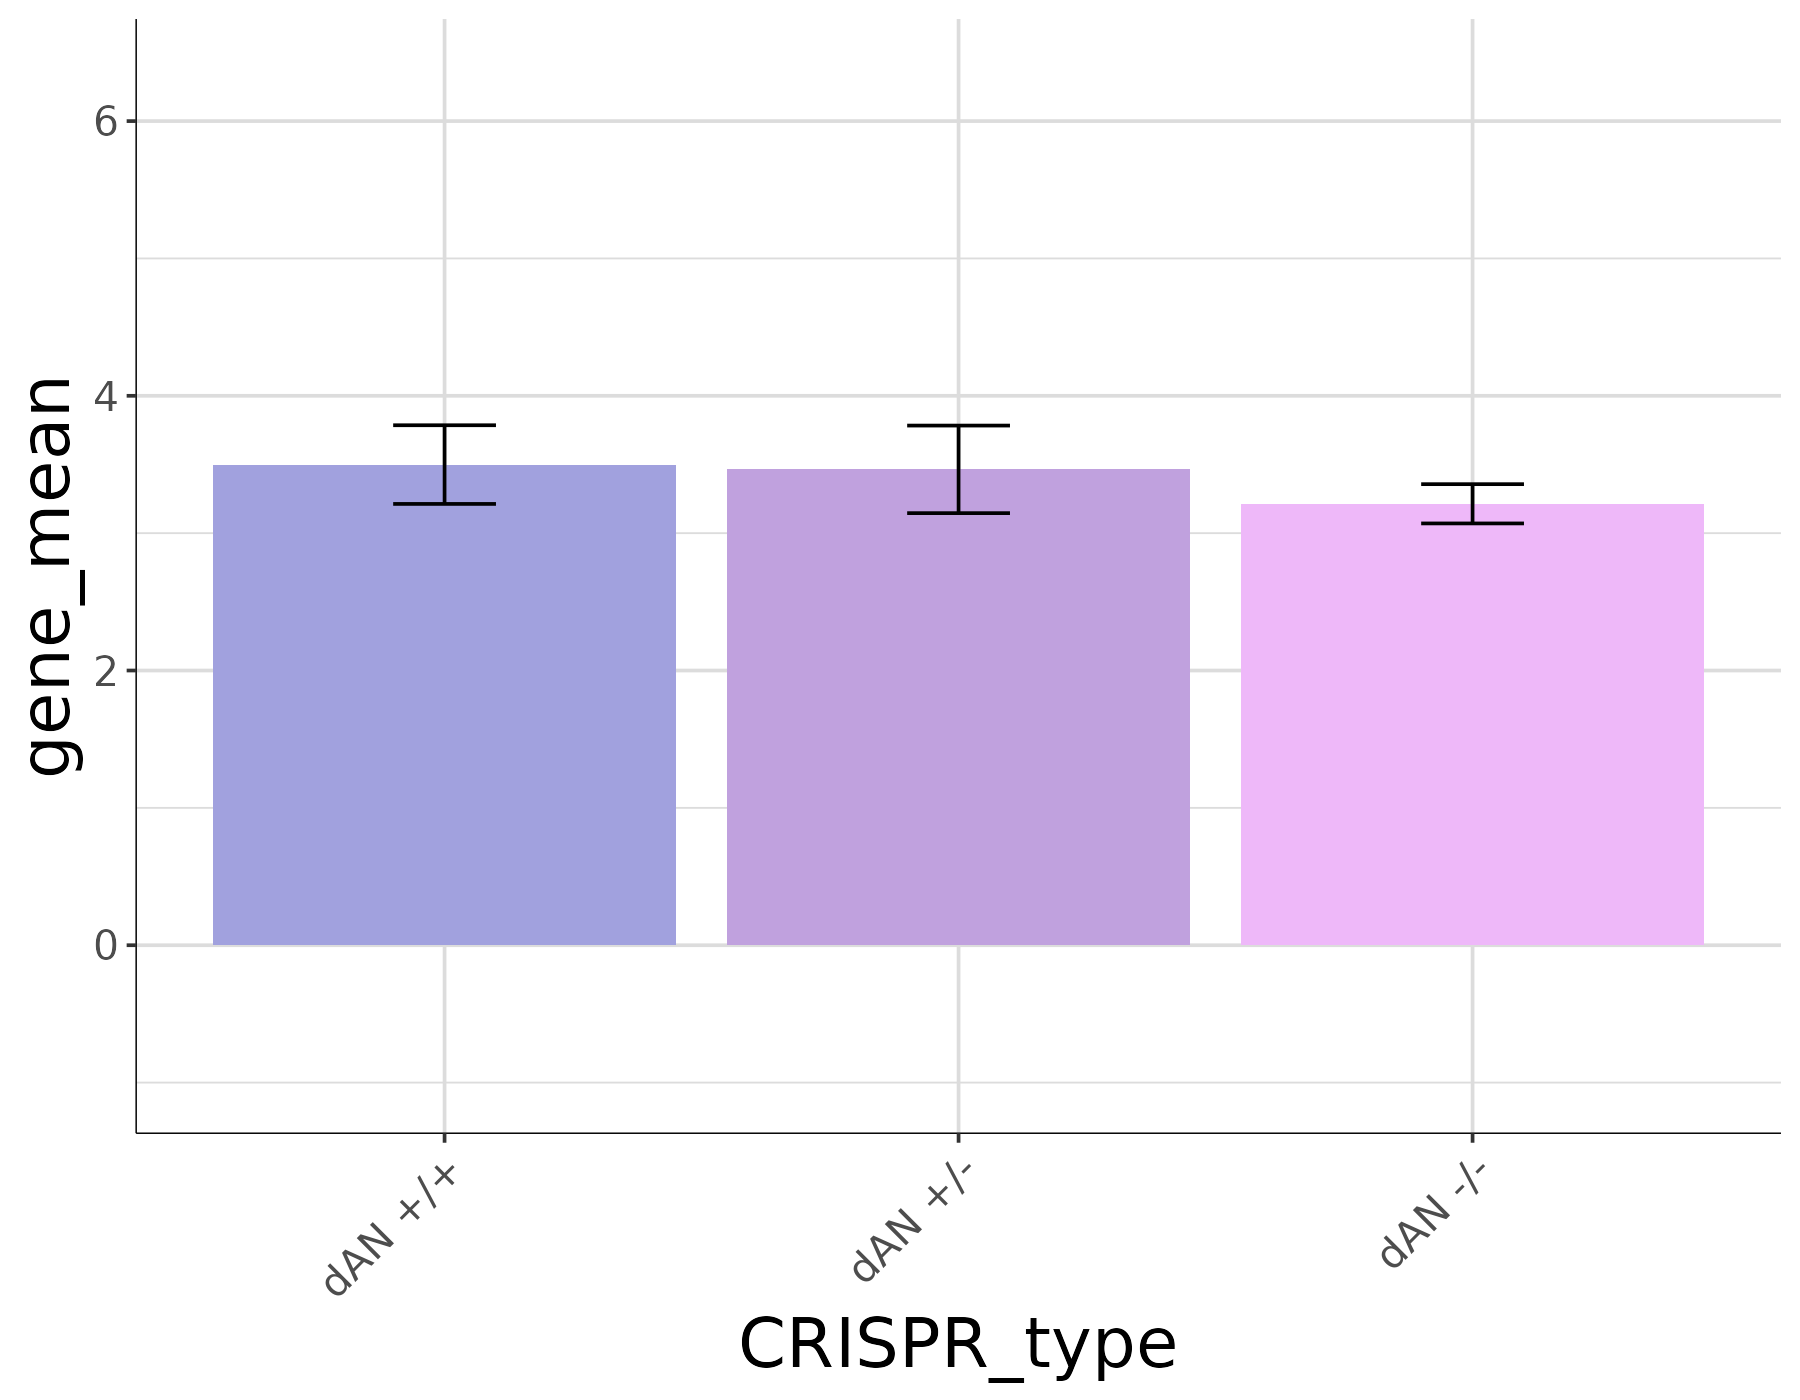 gene_mean
6
4
2
0
dAN +/+
dAN +/-
dAN -/-
CRISPR_type